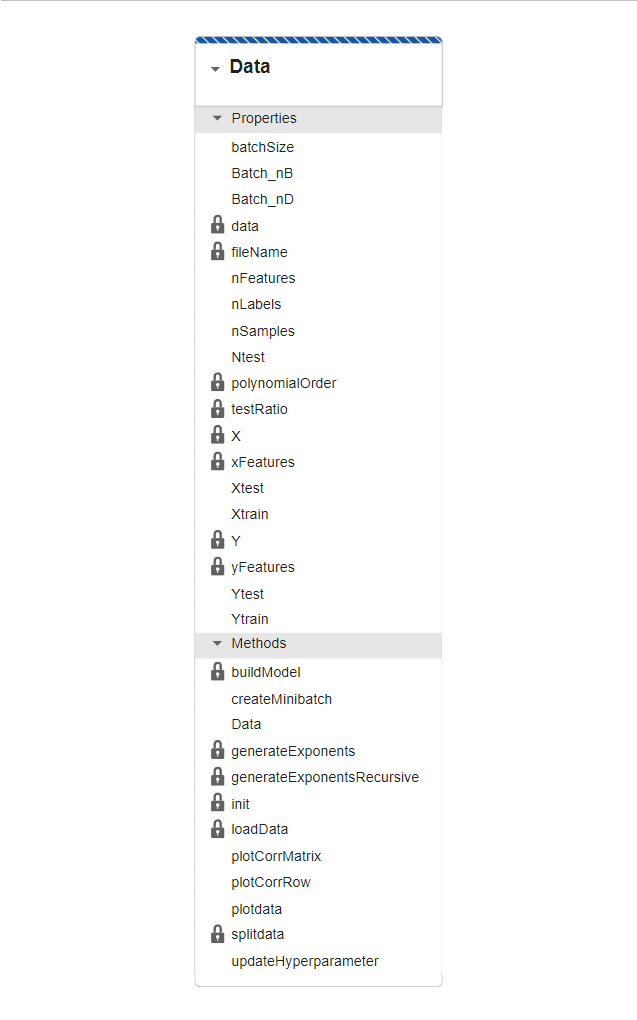 Data
Properties
batchSize
Batch_nB
Batch_nD
data
fileName
nFeatures
nLabels
nSamples
Ntest
polynomialOrder
testRatio
X
xFeatures
Xtest
Xtrain
Y
yFeatures
Ytest
Ytrain
Methods
buildModel
createMinibatch
Data
generateExponents
generateExponentsRecursive
init
loadData
plotCorrMatrix
plotCorrRow
plotdata
splitdata
updateHyperparameter